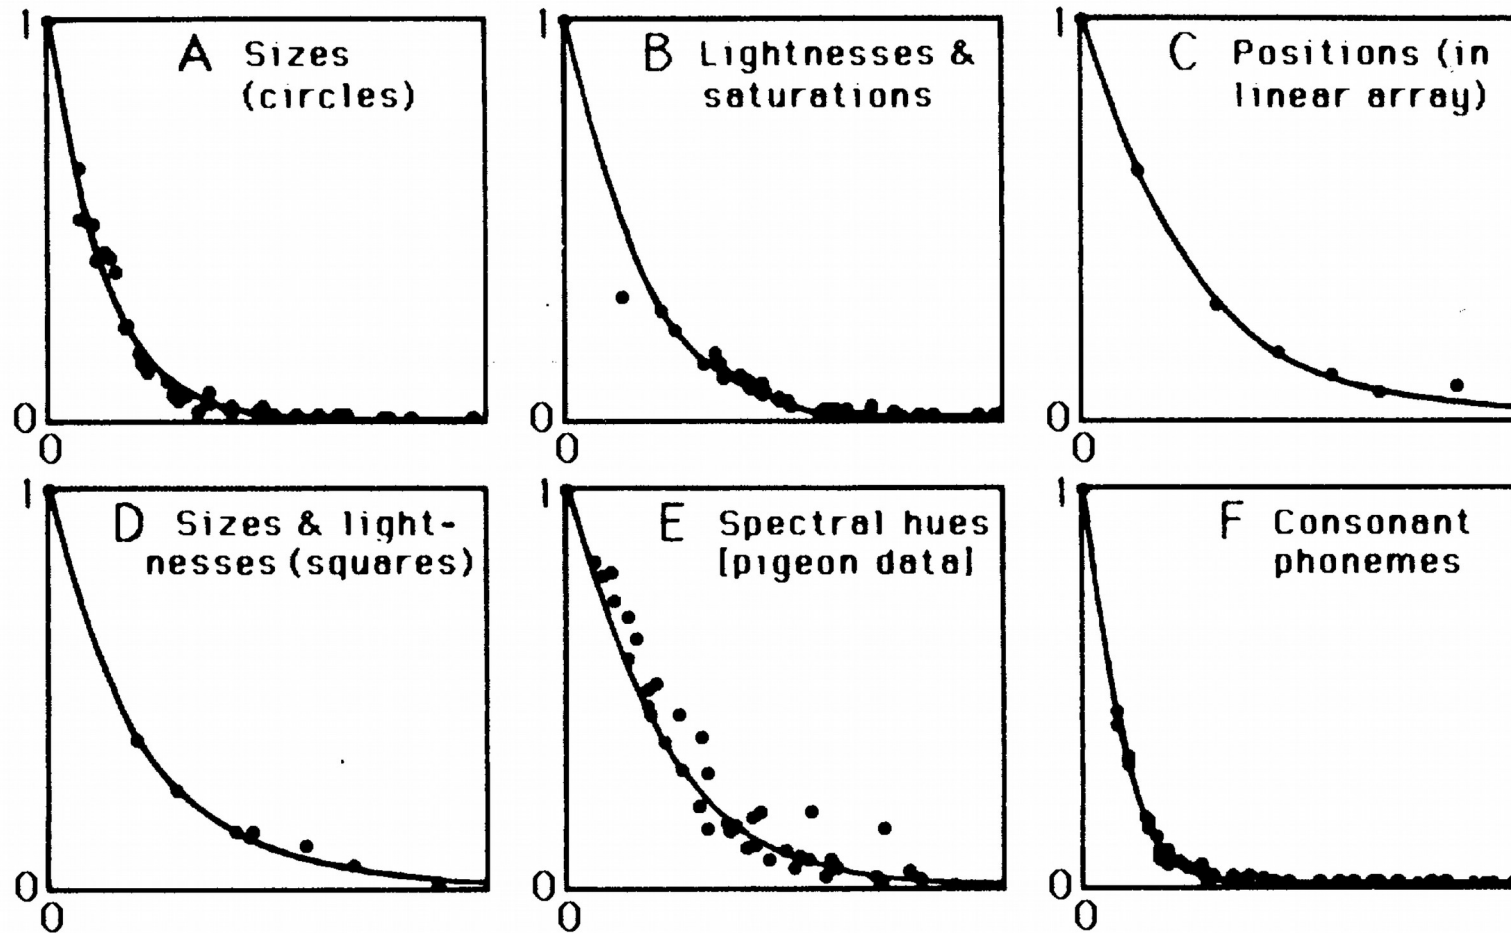 1
A Sizes
(circles)
0
0
1
B Lightnesses &
saturations
0
0
1
C Positions (in
linear array)
0
0
1
D Sizes & light-
nesses (squares)
0
0
1
E Spectral hues
[pigeon data]
0
0
1
F Consonant
phonemes
0
0